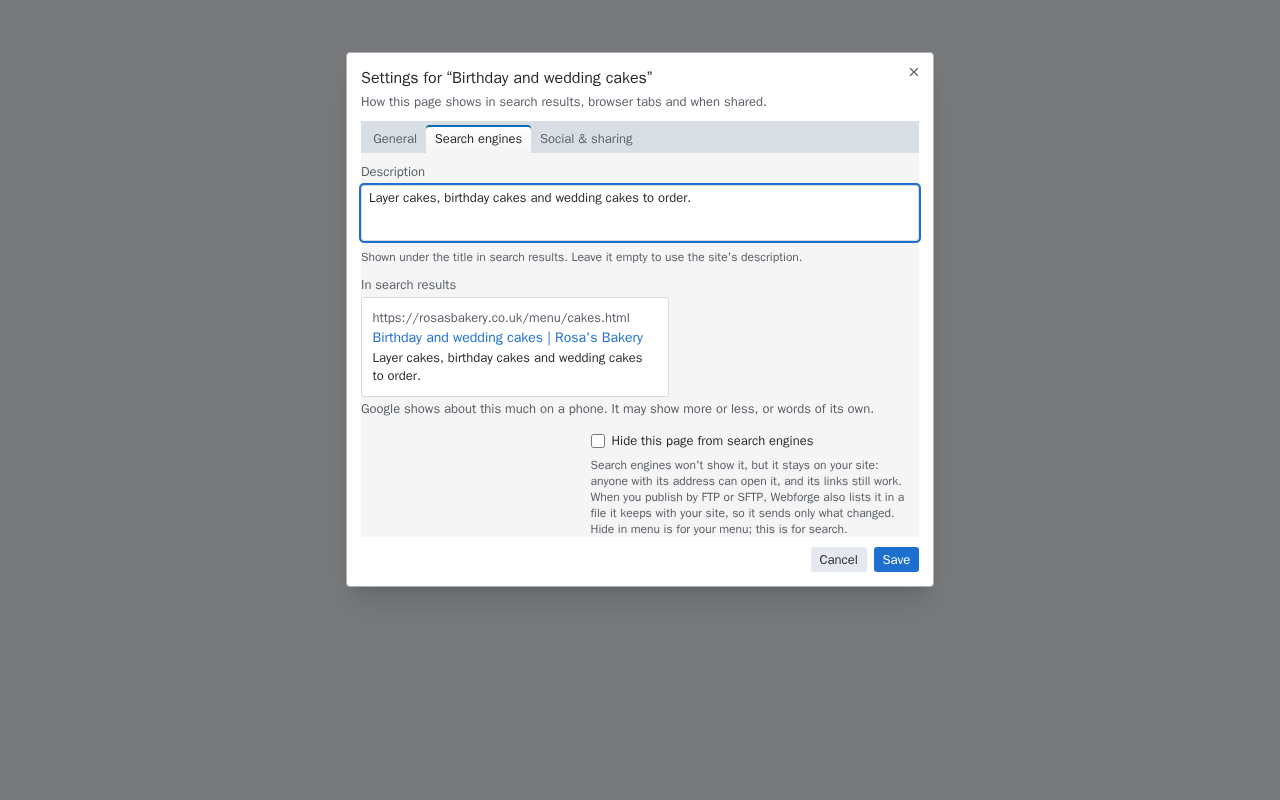 Settings for “Birthday and wedding cakes”
How this page shows in search results, browser tabs and when shared.
General
Search engines
Social & sharing
Description
Layer cakes, birthday cakes and wedding cakes to order.
Shown under the title in search results. Leave it empty to use the site's description.
In search results
https://rosasbakery.co.uk/menu/cakes.html
Birthday and wedding cakes | Rosa's Bakery
Layer cakes, birthday cakes and wedding cakes
to order.
Google shows about this much on a phone. It may show more or less, or words of its own.
Hide this page from search engines
Search engines won't show it, but it stays on your site:
anyone with its address can open it, and its links still work.
When you publish by FTP or SFTP, Webforge also lists it in a
file it keeps with your site, so it sends only what changed.
Hide in menu is for your menu; this is for search.
Cancel
Save